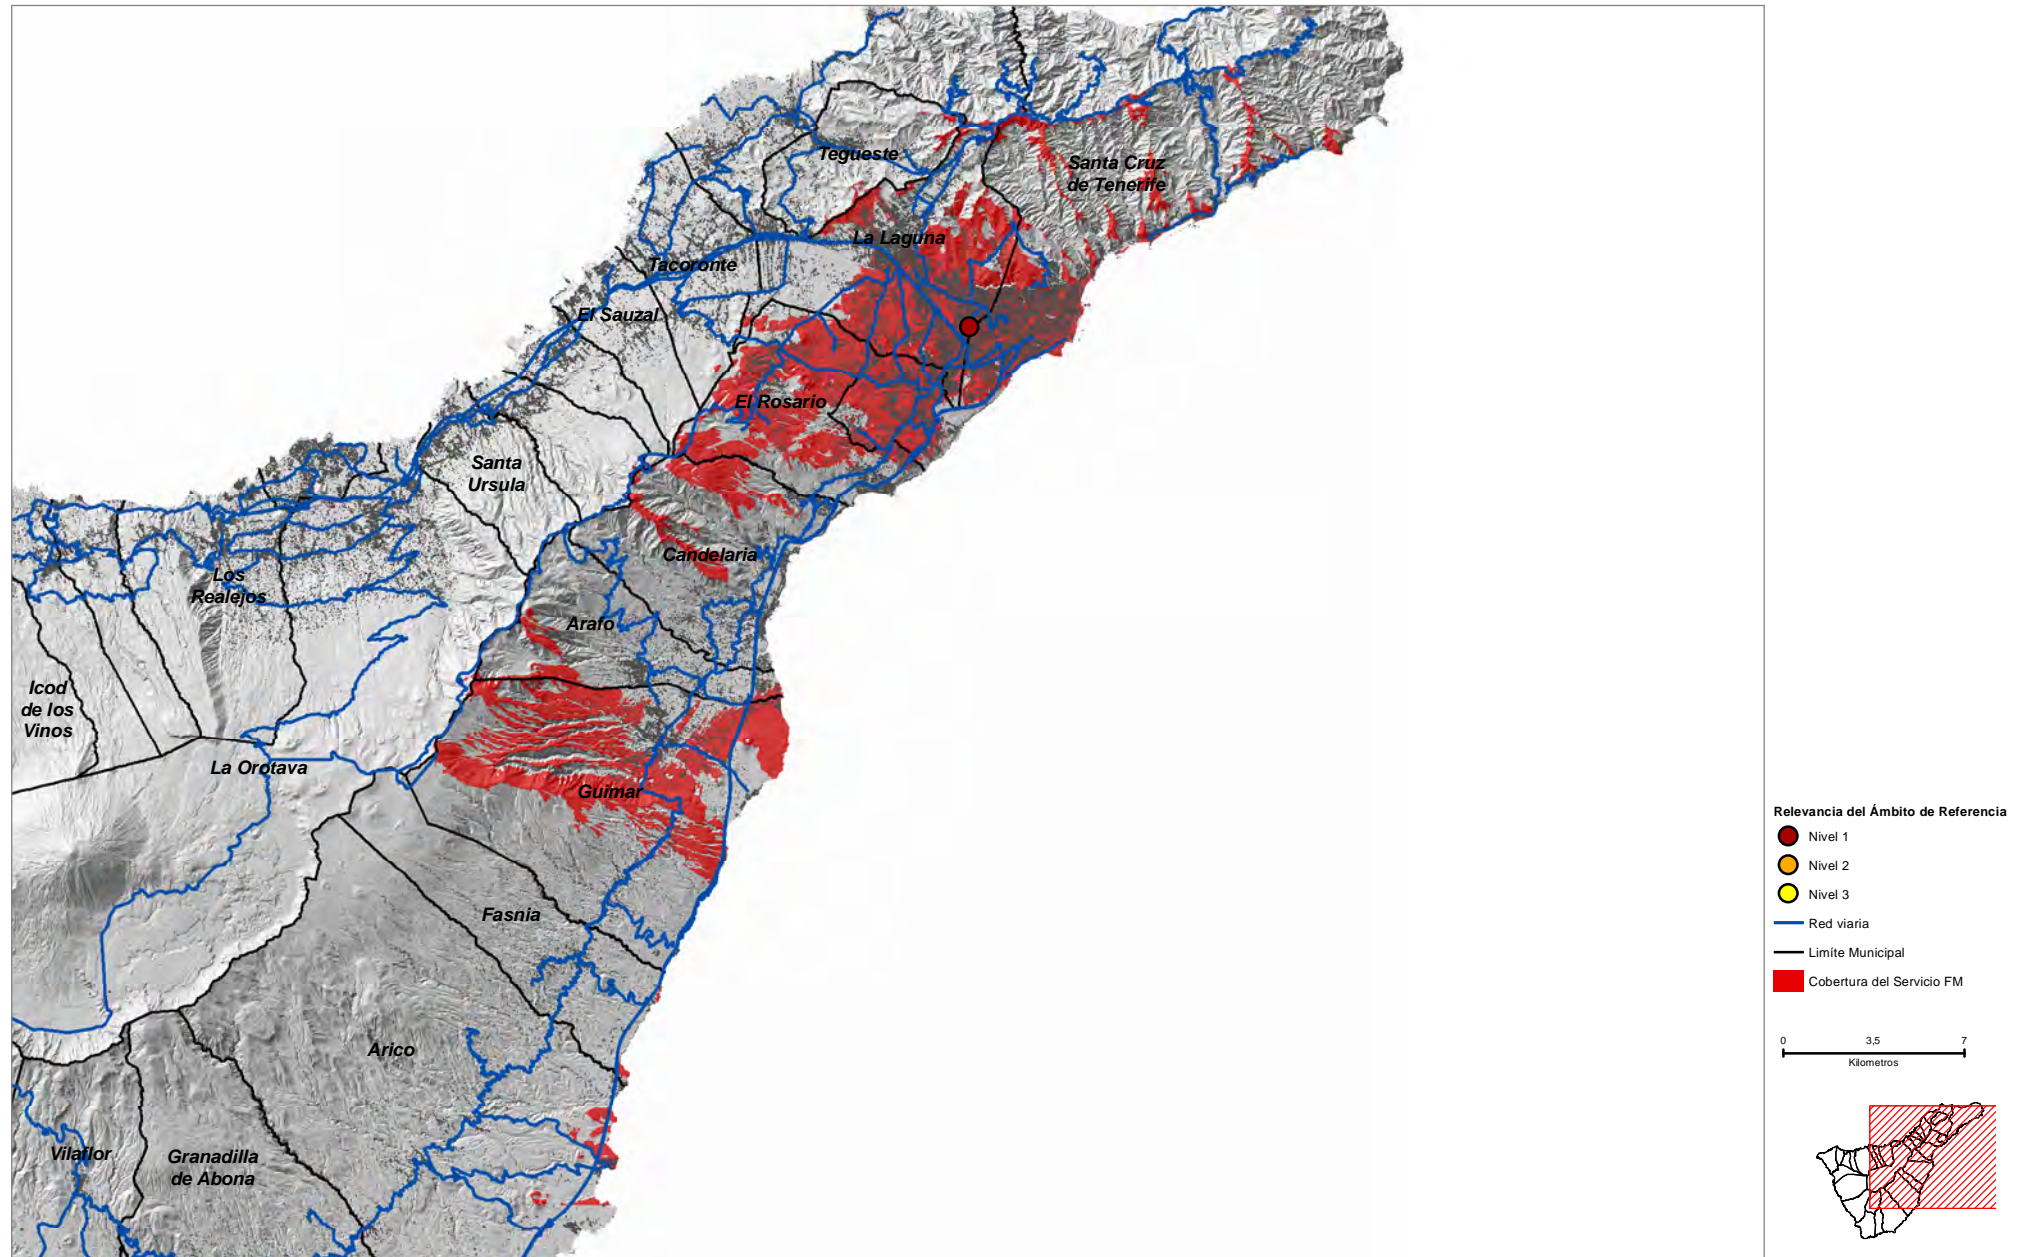 Tegueste
Santa Cruz
de Tenerife
La Laguna
Tacoronte
El Sauzal
El Rosario
Santa
Ursula
Candelaria
Los
Realejos
Arafo
Icod
de los
Vinos
La Orotava
Guimar
Fasnia
Arico
Vilaflor
Granadilla
de Abona
Relevancia del Ámbito de Referencia
Nivel 1
Nivel 2
Nivel 3
Red viaria
Limíte Municipal
Cobertura del Servicio FM
0 3,5 7
Kilometros